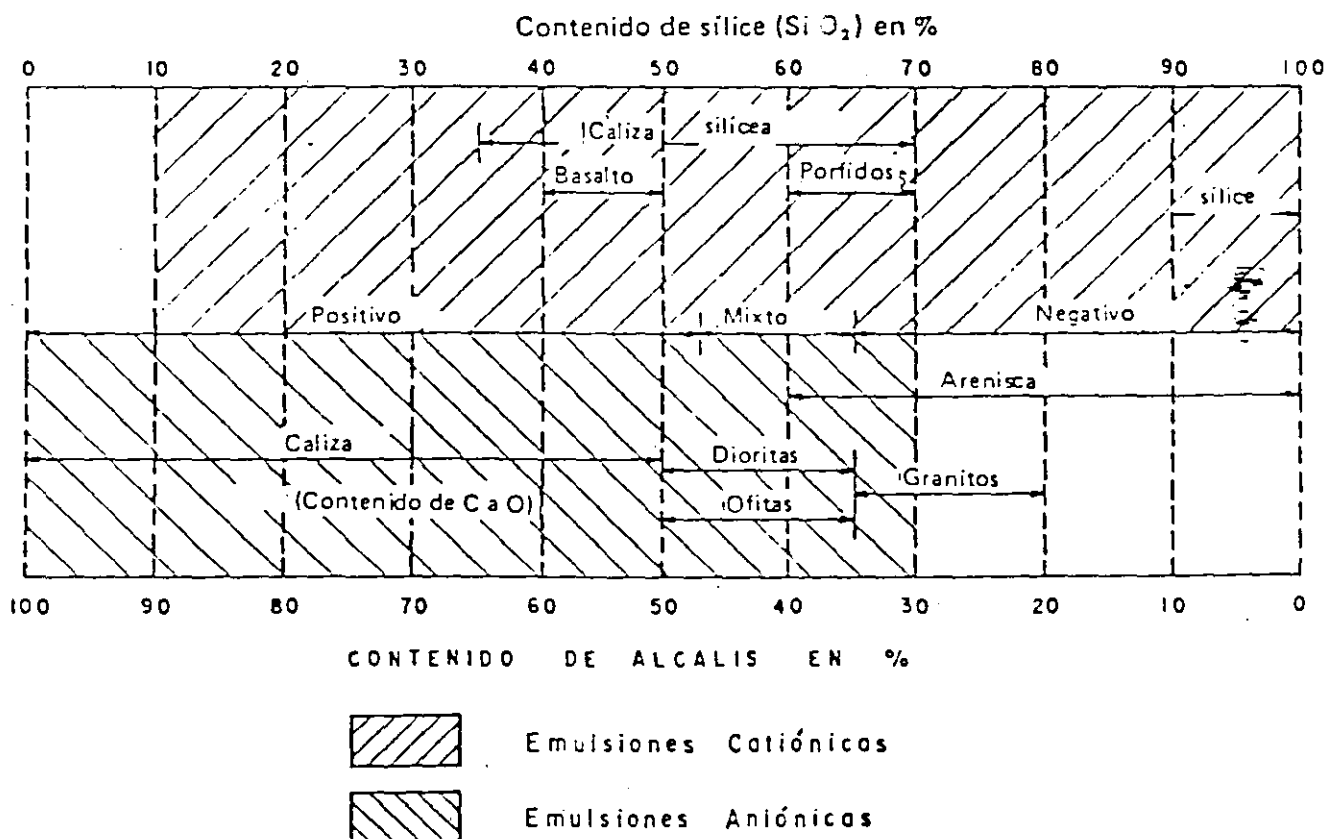 Contenido de sílice (Si O₂) en %
0 10 20 30 40 50 60 70 80 90 100
Caliza silícea
Basalto Porfidos
sílice
Positivo Mixto Negativo
Arenisca
Caliza Dioritas
Granitos
(Contenido de C a O) Ofitas
100 90 80 70 60 50 40 30 20 10 0
CONTENIDO DE ALCALIS EN %
Emulsiones Catiónicas
Emulsiones Aniónicas